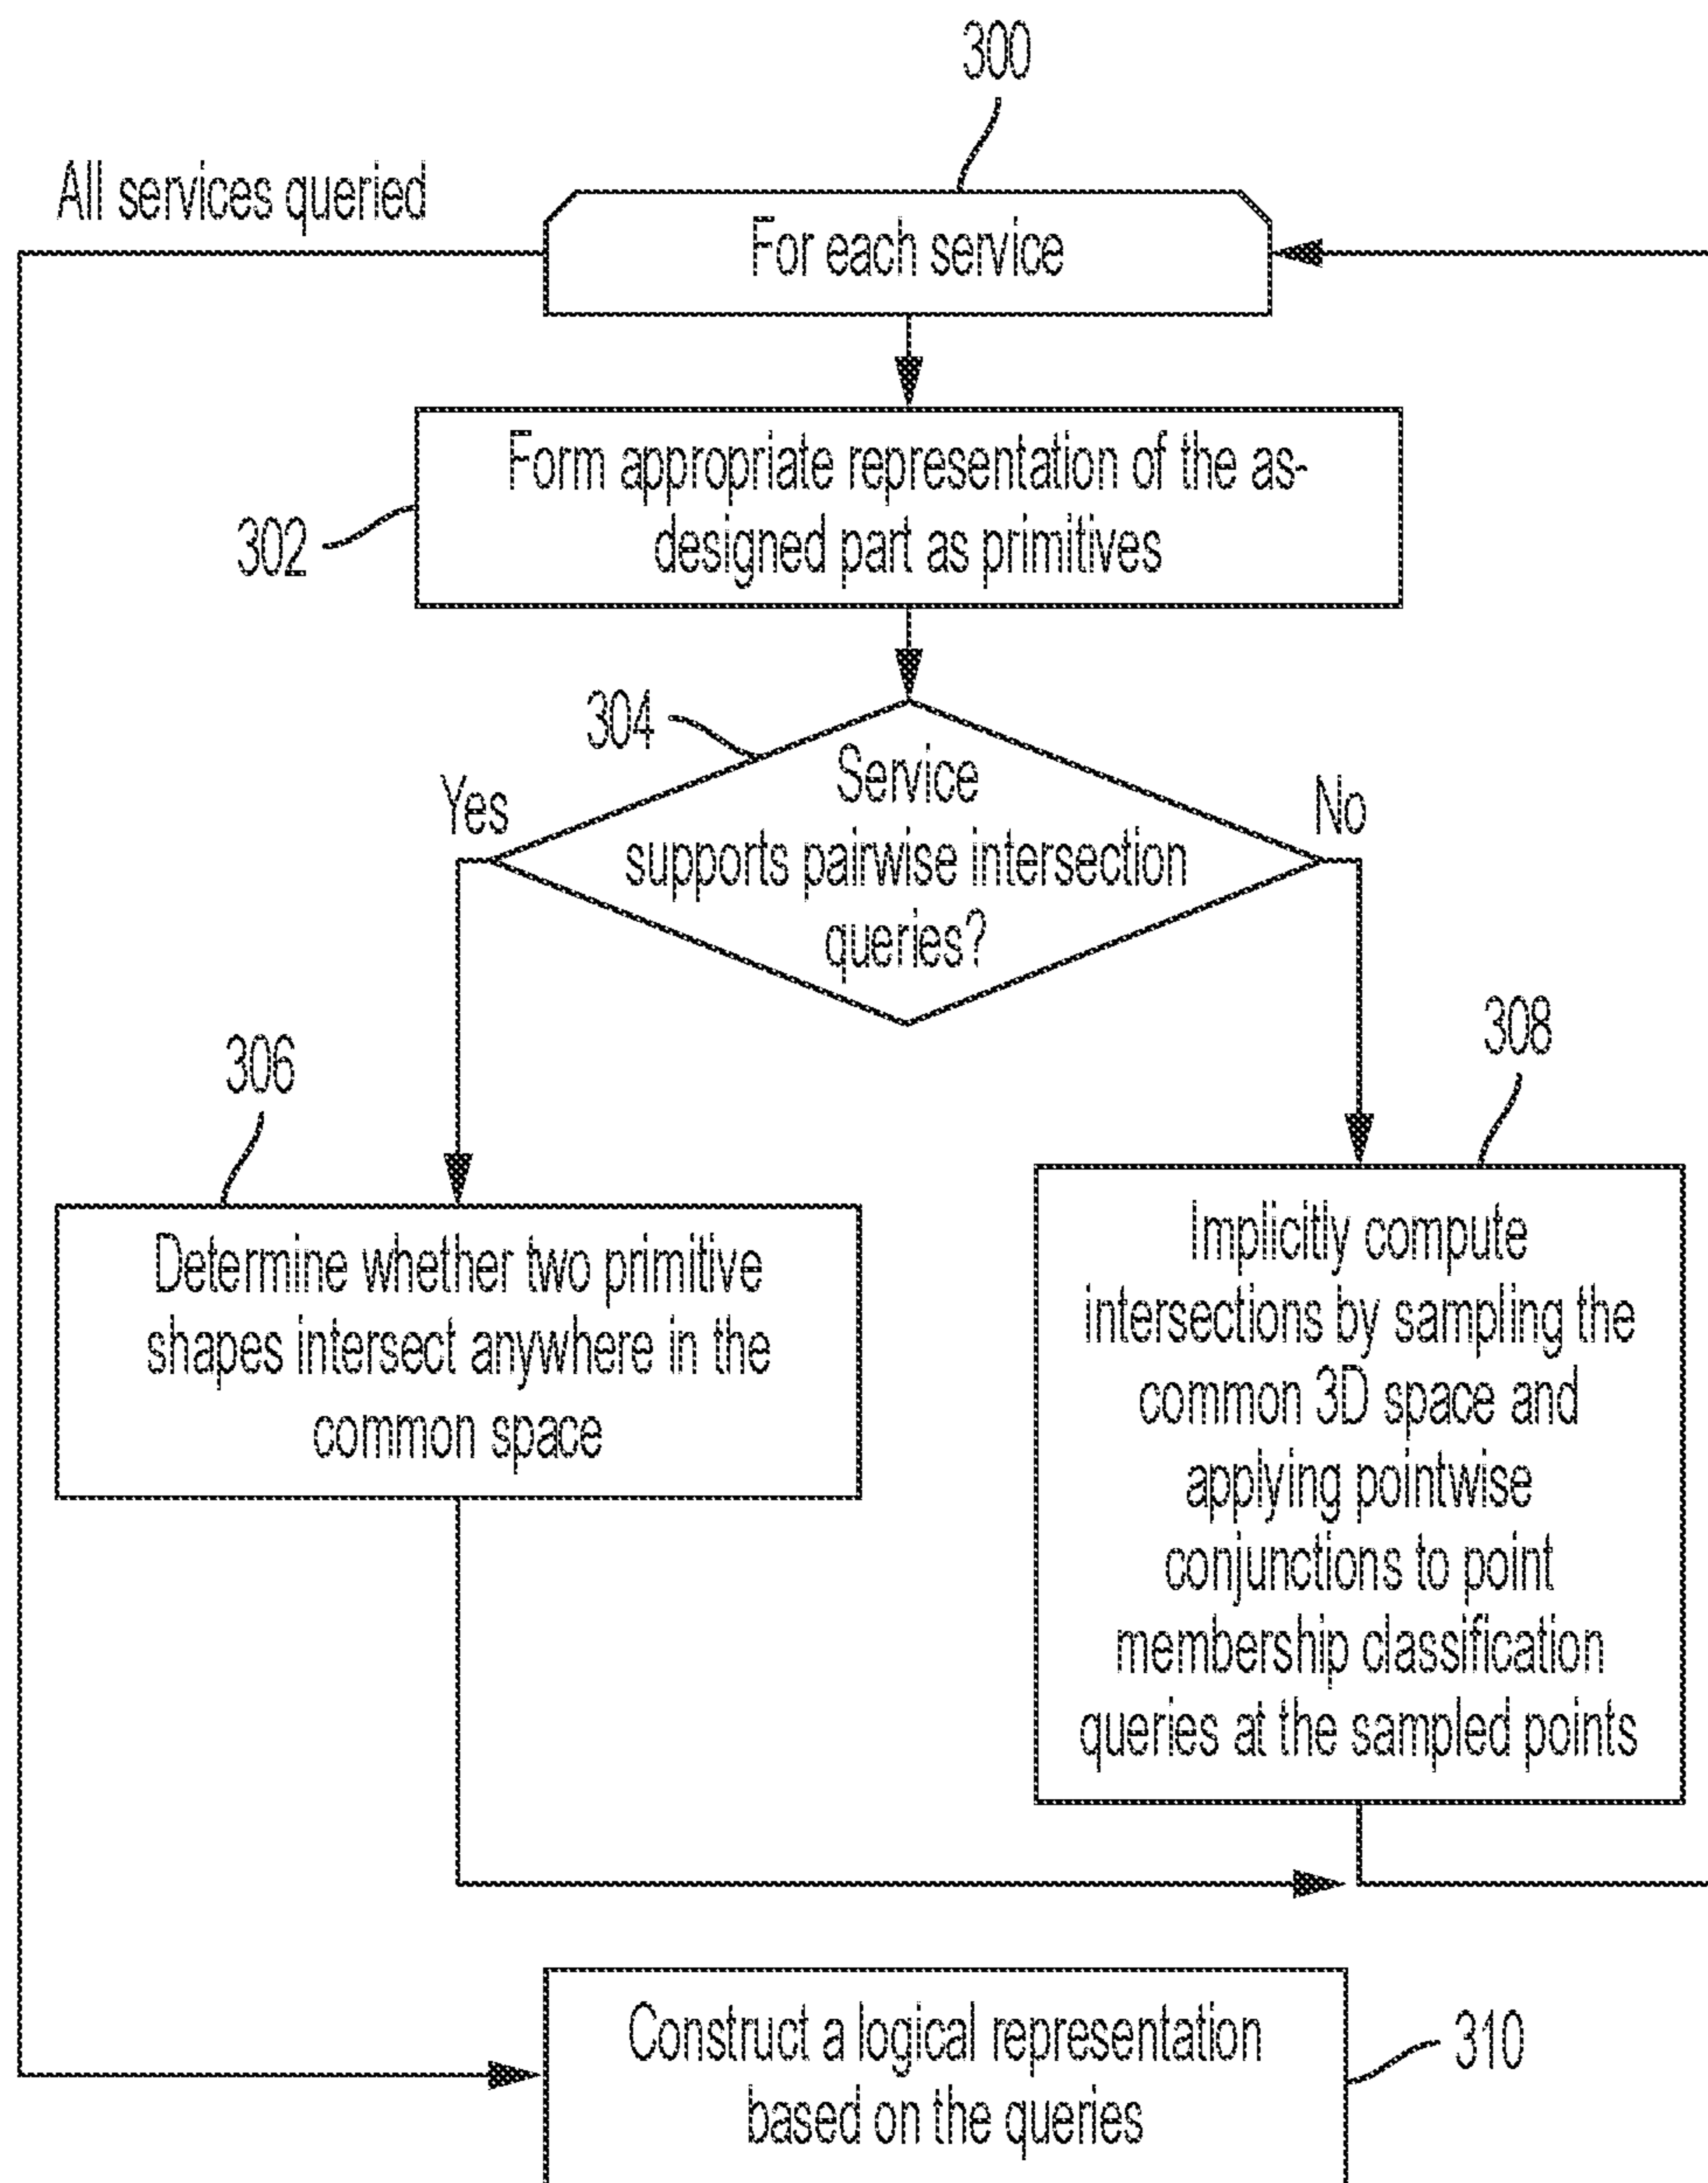 300
All services queried
For each service
Form appropriate representation of the as-
designed part as primitives
302
304
Service
supports pairwise intersection
queries?
Yes
No
306
308
Determine whether two primitive
shapes intersect anywhere in the
common space
Implicitly compute
intersections by sampling the
common 3D space and
applying pointwise
conjunctions to point
membership classification
queries at the sampled points
Construct a logical representation
based on the queries
310